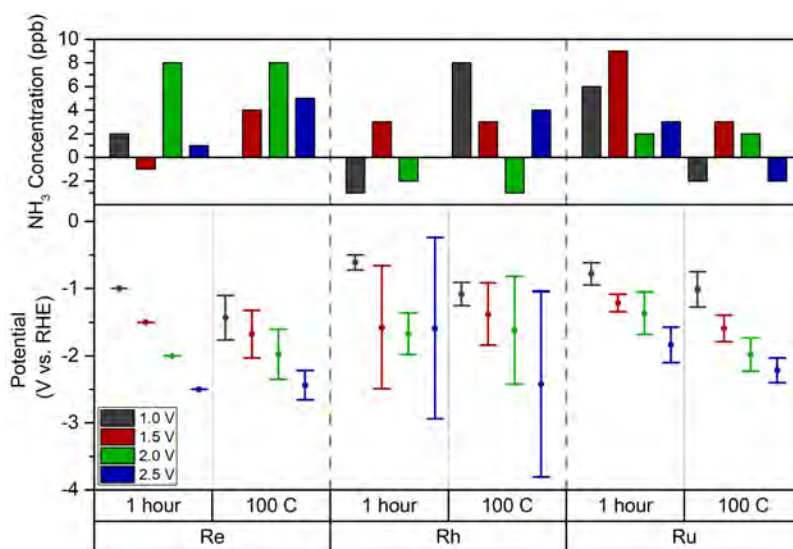 NH₃ Concentration (ppb)
10
8
6
4
2
0
-2
Potential
(V vs. RHE)
0
-1
-2
-3
-4
1.0 V
1.5 V
2.0 V
2.5 V
1 hour 100 C 1 hour 100 C 1 hour 100 C
Re Rh Ru